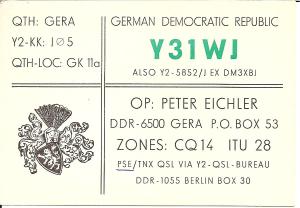 QTH: GERA
Y2-KK: JØ5
QTH-LOC: GK 11a
GERMAN DEMOCRATIC REPUBLIC
Y31WJ
ALSO Y2-5852/J EX DM3XBJ
OP: PETER EICHLER
DDR-6500 GERA P.O. BOX 53
ZONES: CQ14 ITU 28
PSE/TNX QSL VIA Y2-QSL-BUREAU
DDR-1055 BERLIN BOX 30